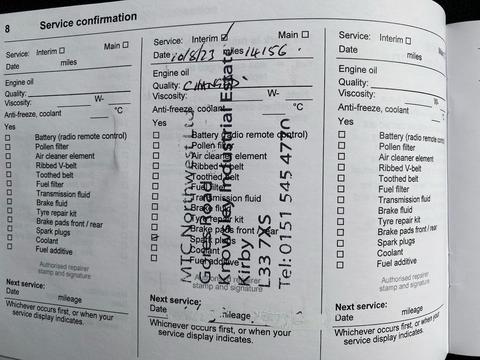 8 Service confirmation
Service: Interim ☐ Main ☐
Date miles
Engine oil
Quality:
Viscosity: W-
Anti-freeze, coolant °C
Yes
☐ Battery (radio remote control)
☐ Pollen filter
☐ Air cleaner element
☐ Ribbed V-belt
☐ Toothed belt
☐ Fuel filter
☐ Transmission fluid
☐ Brake fluid
☐ Tyre repair kit
☐ Brake pads front / rear
☐ Spark plugs
☐ Coolant
☐ Fuel additive
Authorised repairer
stamp and signature
Next service:
Date mileage
Whichever occurs first, or when your
service display indicates.
Service: Interim ☐ Main ☐
Date 10/8/23 miles 14156.
Engine oil
Quality: CHANGED
Viscosity: W-
Anti-freeze, coolant °C
Yes
☐ Battery (radio remote control)
☐ Pollen filter
☐ Air cleaner element
☐ Ribbed V-belt
☐ Toothed belt
☐ Fuel filter
☐ Transmission fluid
☐ Brake fluid
☐ Tyre repair kit
☐ Brake pads front / rear
☐ Spark plugs
☐ Coolant
☐ Fuel additive
Authorised repairer
stamp and signature
Next service:
Date mileage
Whichever occurs first, or when your
service display indicates.
MTC Northwest Ltd
Gores Road
Knowsley Industrial Estate
Kirby
L33 7XS
Tel: 0151 545 4770
Service: Interim ☐ Main ☐
Date miles
Engine oil
Quality:
Viscosity: W-
Anti-freeze, coolant °C
Yes
☐ Battery (radio remote control)
☐ Pollen filter
☐ Air cleaner element
☐ Ribbed V-belt
☐ Toothed belt
☐ Fuel filter
☐ Transmission fluid
☐ Brake fluid
☐ Tyre repair kit
☐ Brake pads front / rear
☐ Spark plugs
☐ Coolant
☐ Fuel additive
Authorised repairer
stamp and signature
Next service:
Date mileage
Whichever occurs first, or when your
service display indicates.